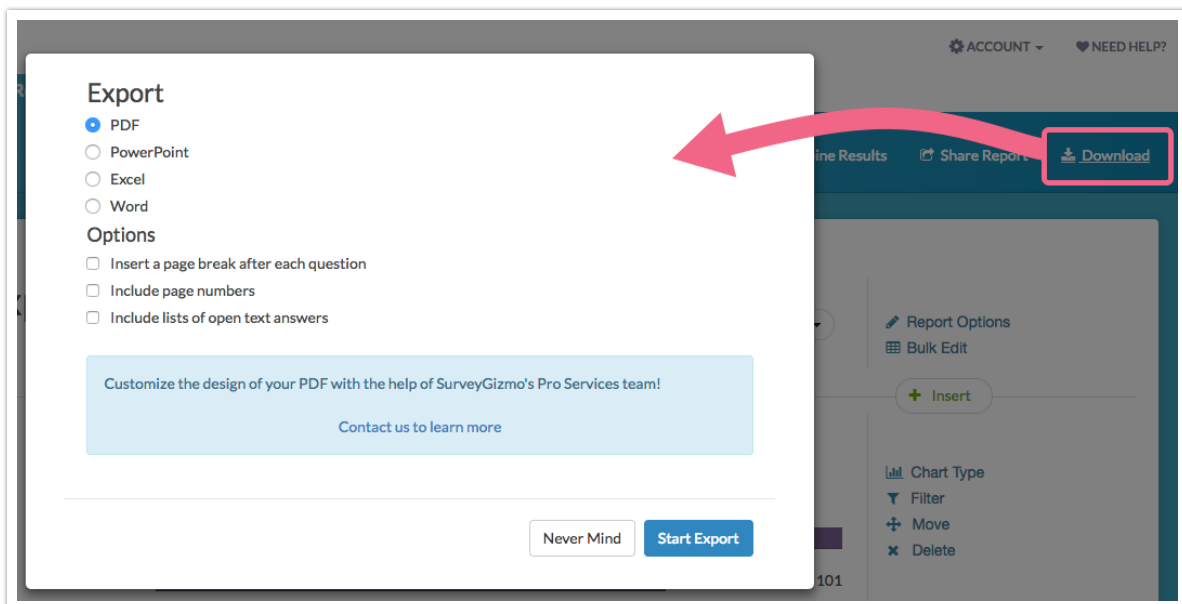 ACCOUNT
NEED HELP?
Export
PDF
PowerPoint
Excel
Word
Results
Share Report
Download
Options
Insert a page break after each question
Include page numbers
Include lists of open text answers
Report Options
Bulk Edit
Customize the design of your PDF with the help of SurveyGizmo's Pro Services team!
Insert
Contact us to learn more
Chart Type
Filter
Move
Delete
Never Mind
Start Export
101